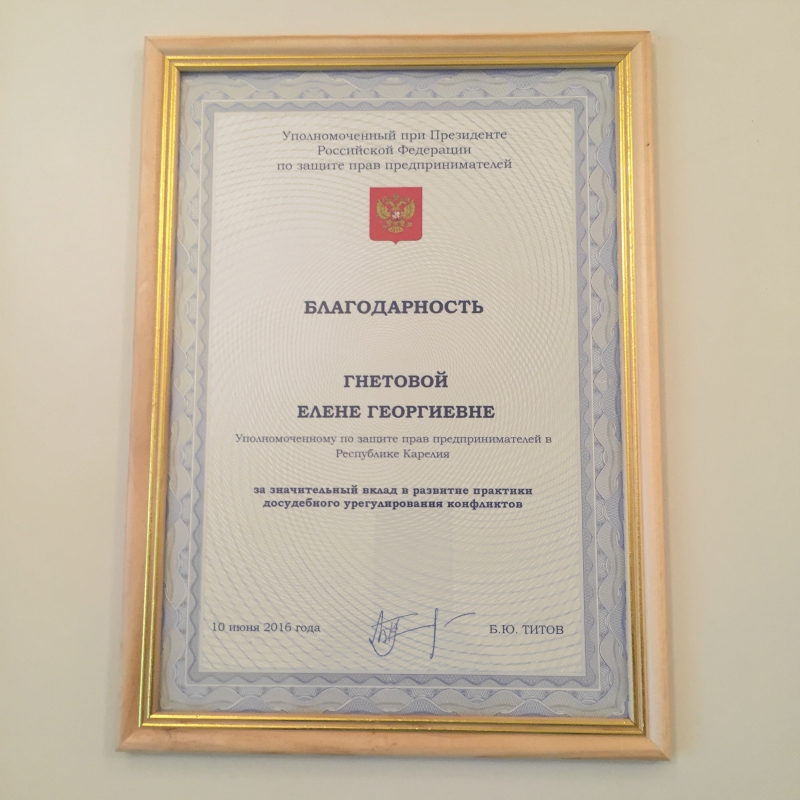 Уполномоченный при Президенте
Российской Федерации
по защите прав предпринимателей
БЛАГОДАРНОСТЬ
ГНЕТОВОЙ
ЕЛЕНЕ ГЕОРГИЕВНЕ
Уполномоченному по защите прав предпринимателей в
Республике Карелия
за значительный вклад в развитие практики
досудебного урегулирования конфликтов
10 июня 2016 года
Б.Ю. ТИТОВ